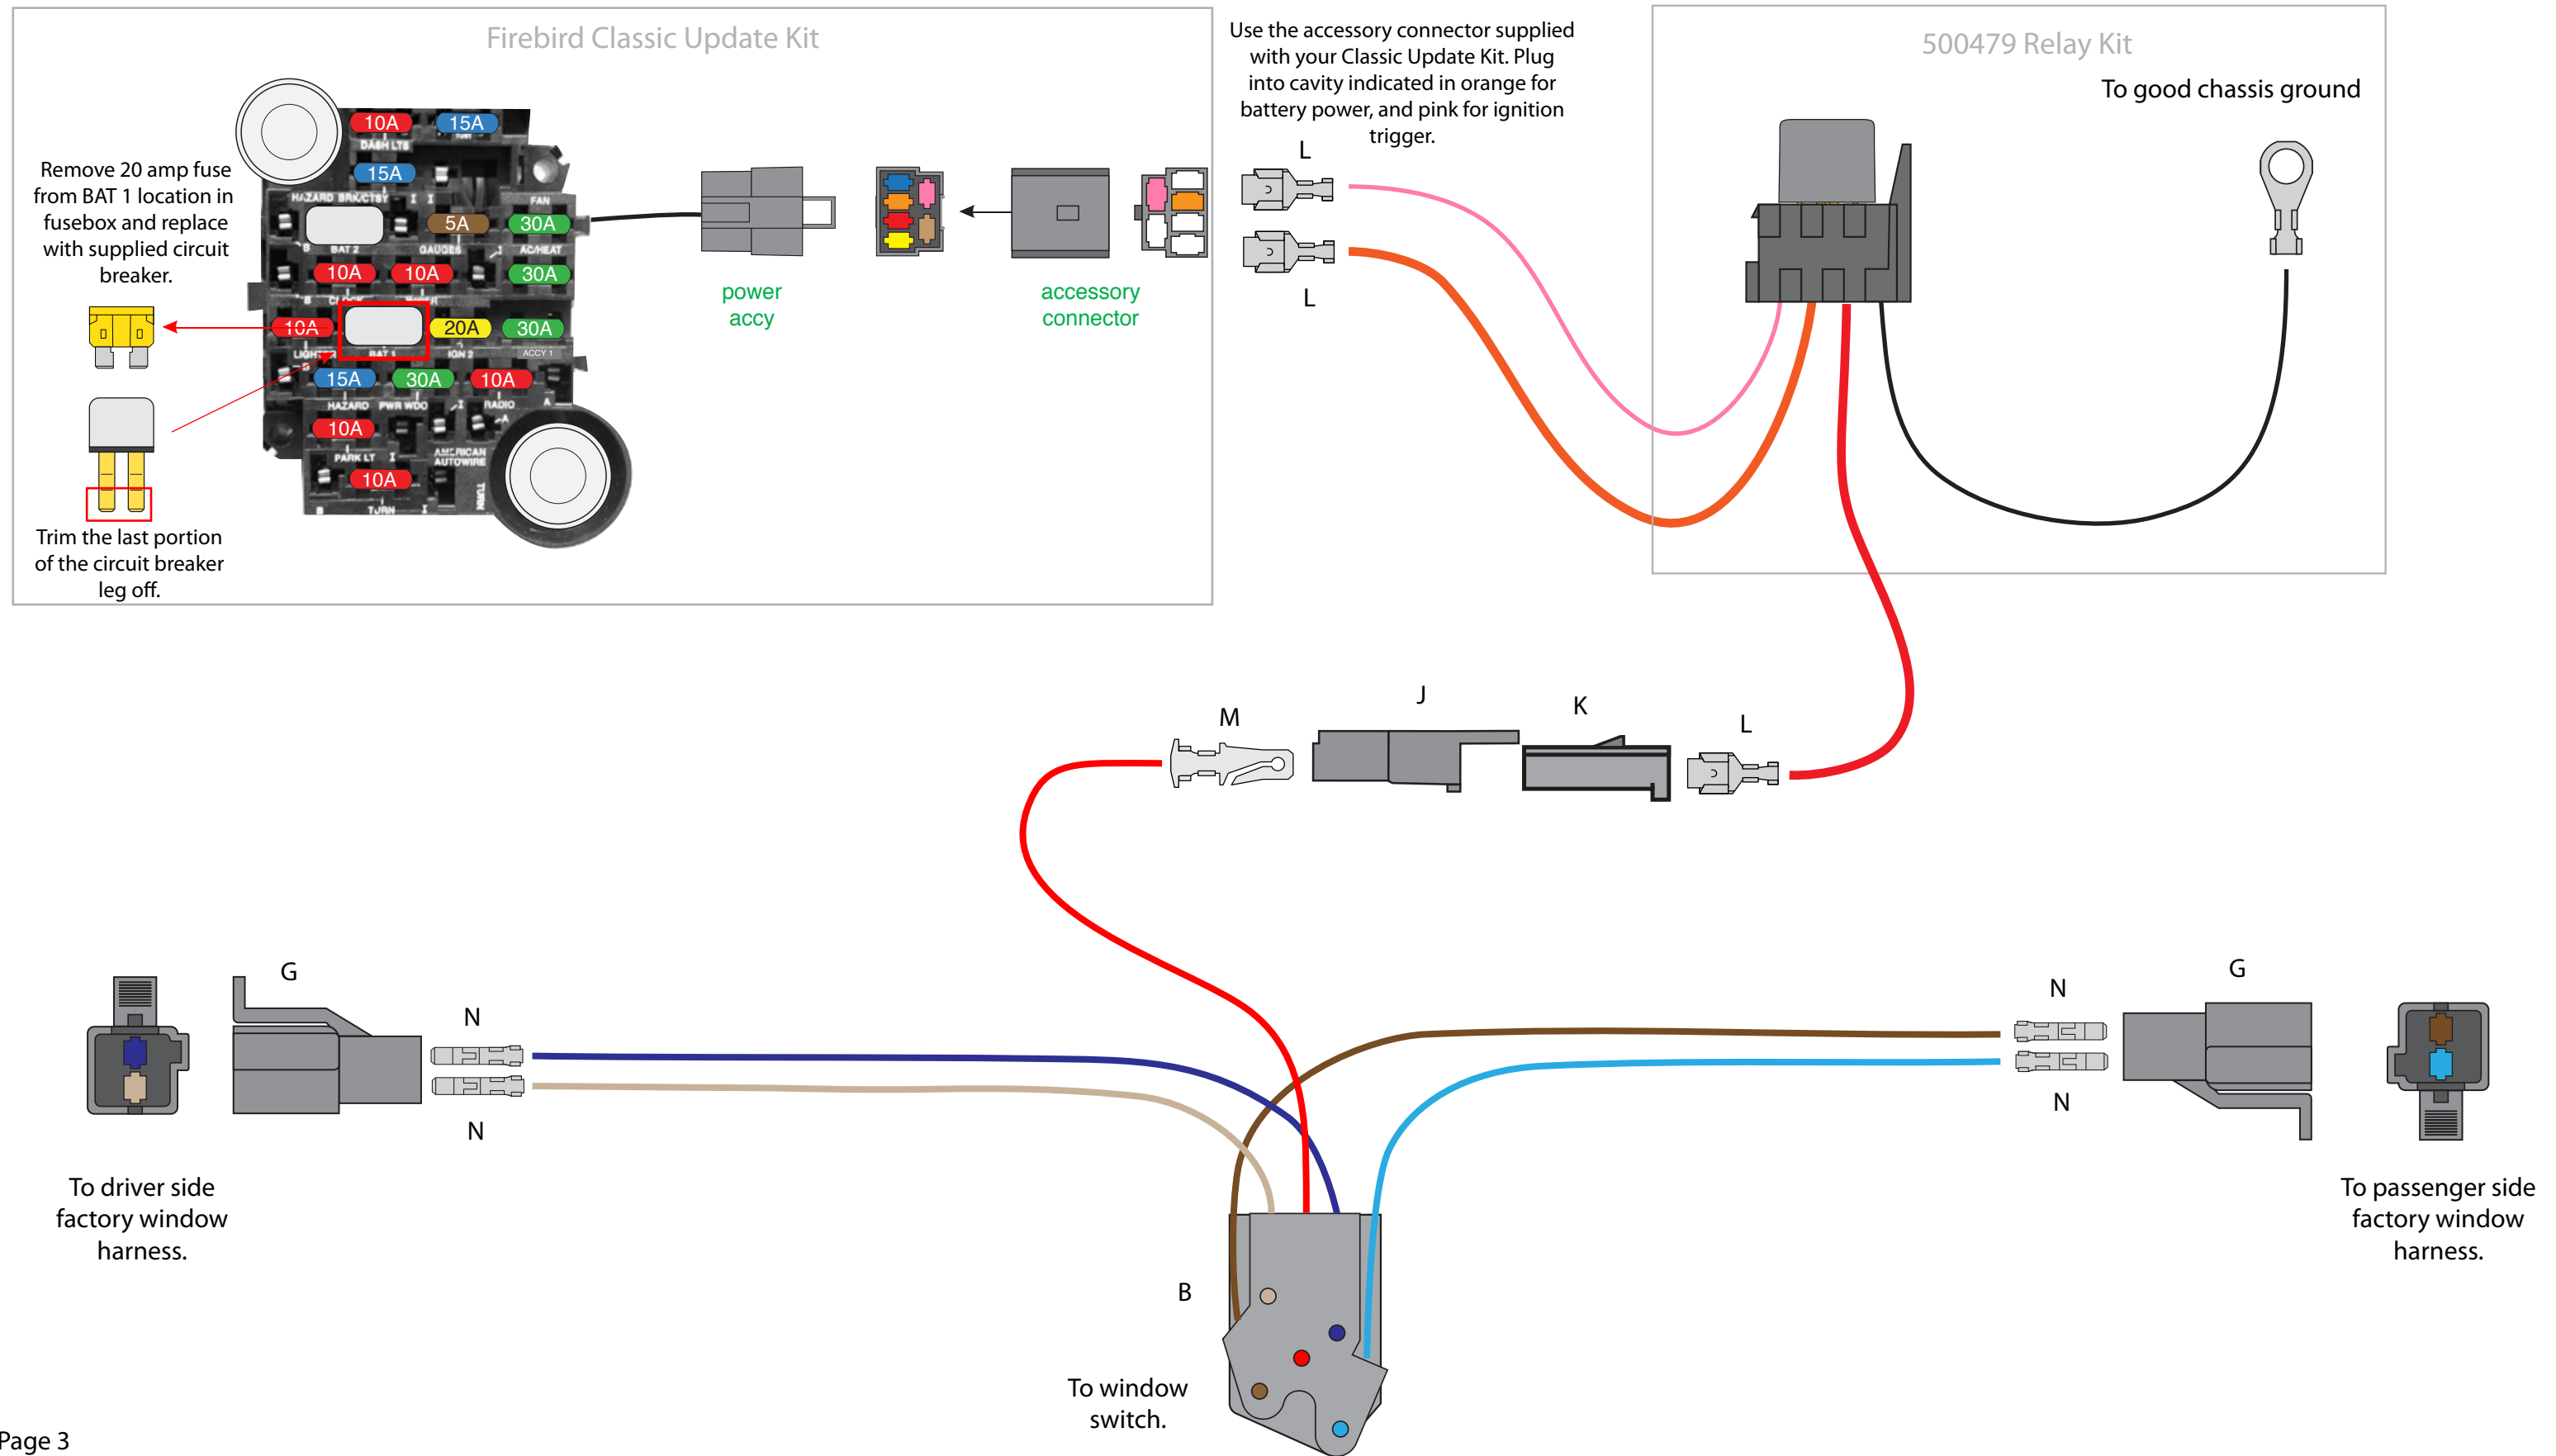 Firebird Classic Update Kit
Remove 20 amp fuse
from BAT 1 location in
fusebox and replace
with supplied circuit
breaker.
Trim the last portion
of the circuit breaker
leg off.
10A
15A
DASH LTS
15A
HAZARD BRK/CTSY
I
I
FAN
5A
30A
BAT 2
GAUGES
AC/HEAT
10A
10A
30A
CLOCK
WIPER
10A
20A
30A
LIGHTER
BAT 1
IGN 2
ACCY 1
15A
30A
10A
HAZARD
PWR WDO
RADIO
A
10A
PARK LT
I
AMERICAN
AUTOWIRE
10A
B
TURN
I
TURN
power
accy
accessory
connector
Use the accessory connector supplied
with your Classic Update Kit. Plug
into cavity indicated in orange for
battery power, and pink for ignition
trigger.
L
L
500479 Relay Kit
To good chassis ground
M
J
K
L
G
N
N
To driver side
factory window
harness.
N
G
N
To passenger side
factory window
harness.
B
To window
switch.
Page 3